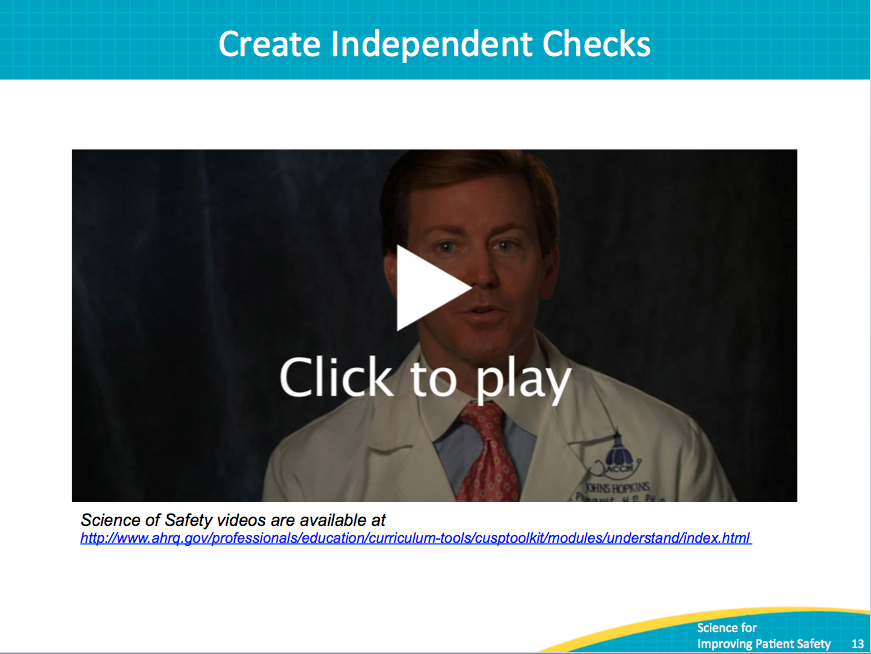 Create Independent Checks
Click to play
ACCM
JOHNS HOPKINS
Science of Safety videos are available at
http://www.ahrq.gov/professionals/education/curriculum-tools/cusptoolkit/modules/understand/index.html
Science for
Improving Patient Safety 13